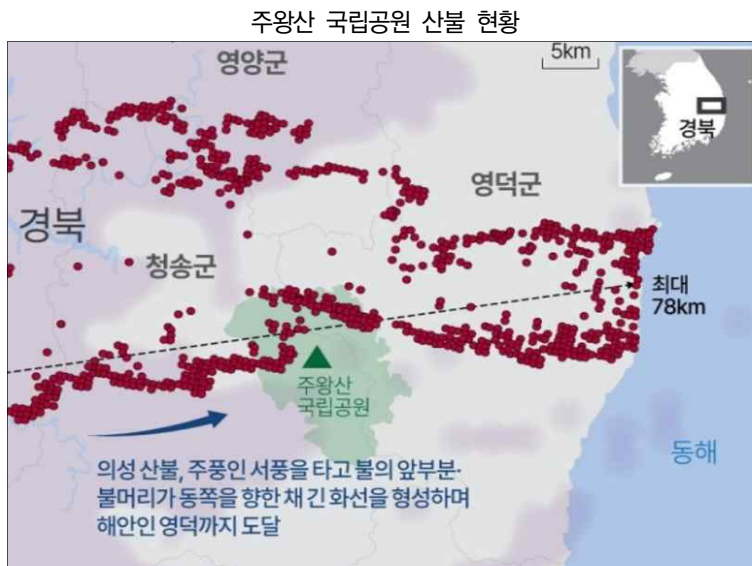 주왕산 국립공원 산불 현황
영양군
5km
경북
영덕군
경북
청송군
최대
78km
주왕산
국립공원
동해
의성 산불, 주풍인 서풍을 타고 불의 앞부분·
불머리가 동쪽을 향한 채 긴 화선을 형성하며
해안인 영덕까지 도달